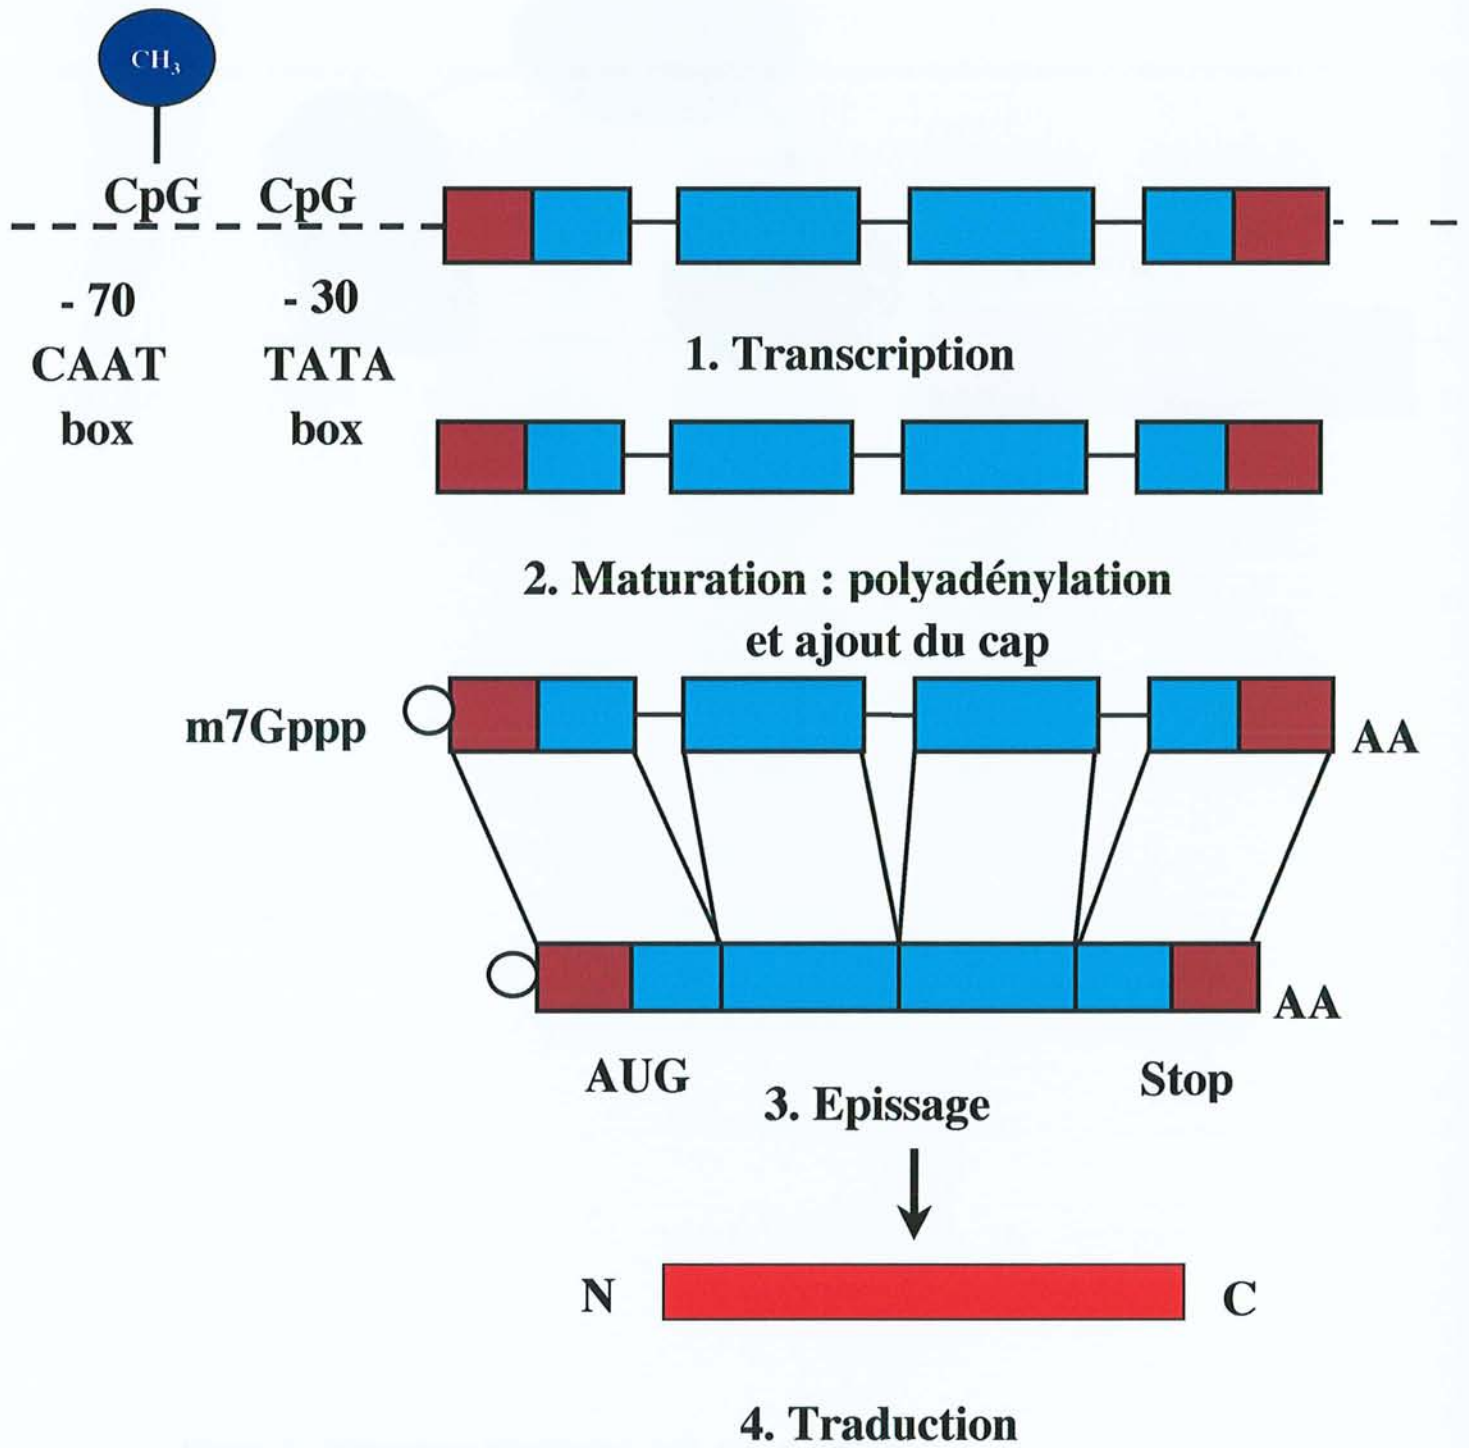 CH₃
CpG CpG
- 70 - 30
CAAT TATA
box box
1. Transcription
2. Maturation : polyadénylation
et ajout du cap
m7Gppp AA
AA
AUG Stop
3. Epissage
N C
4. Traduction